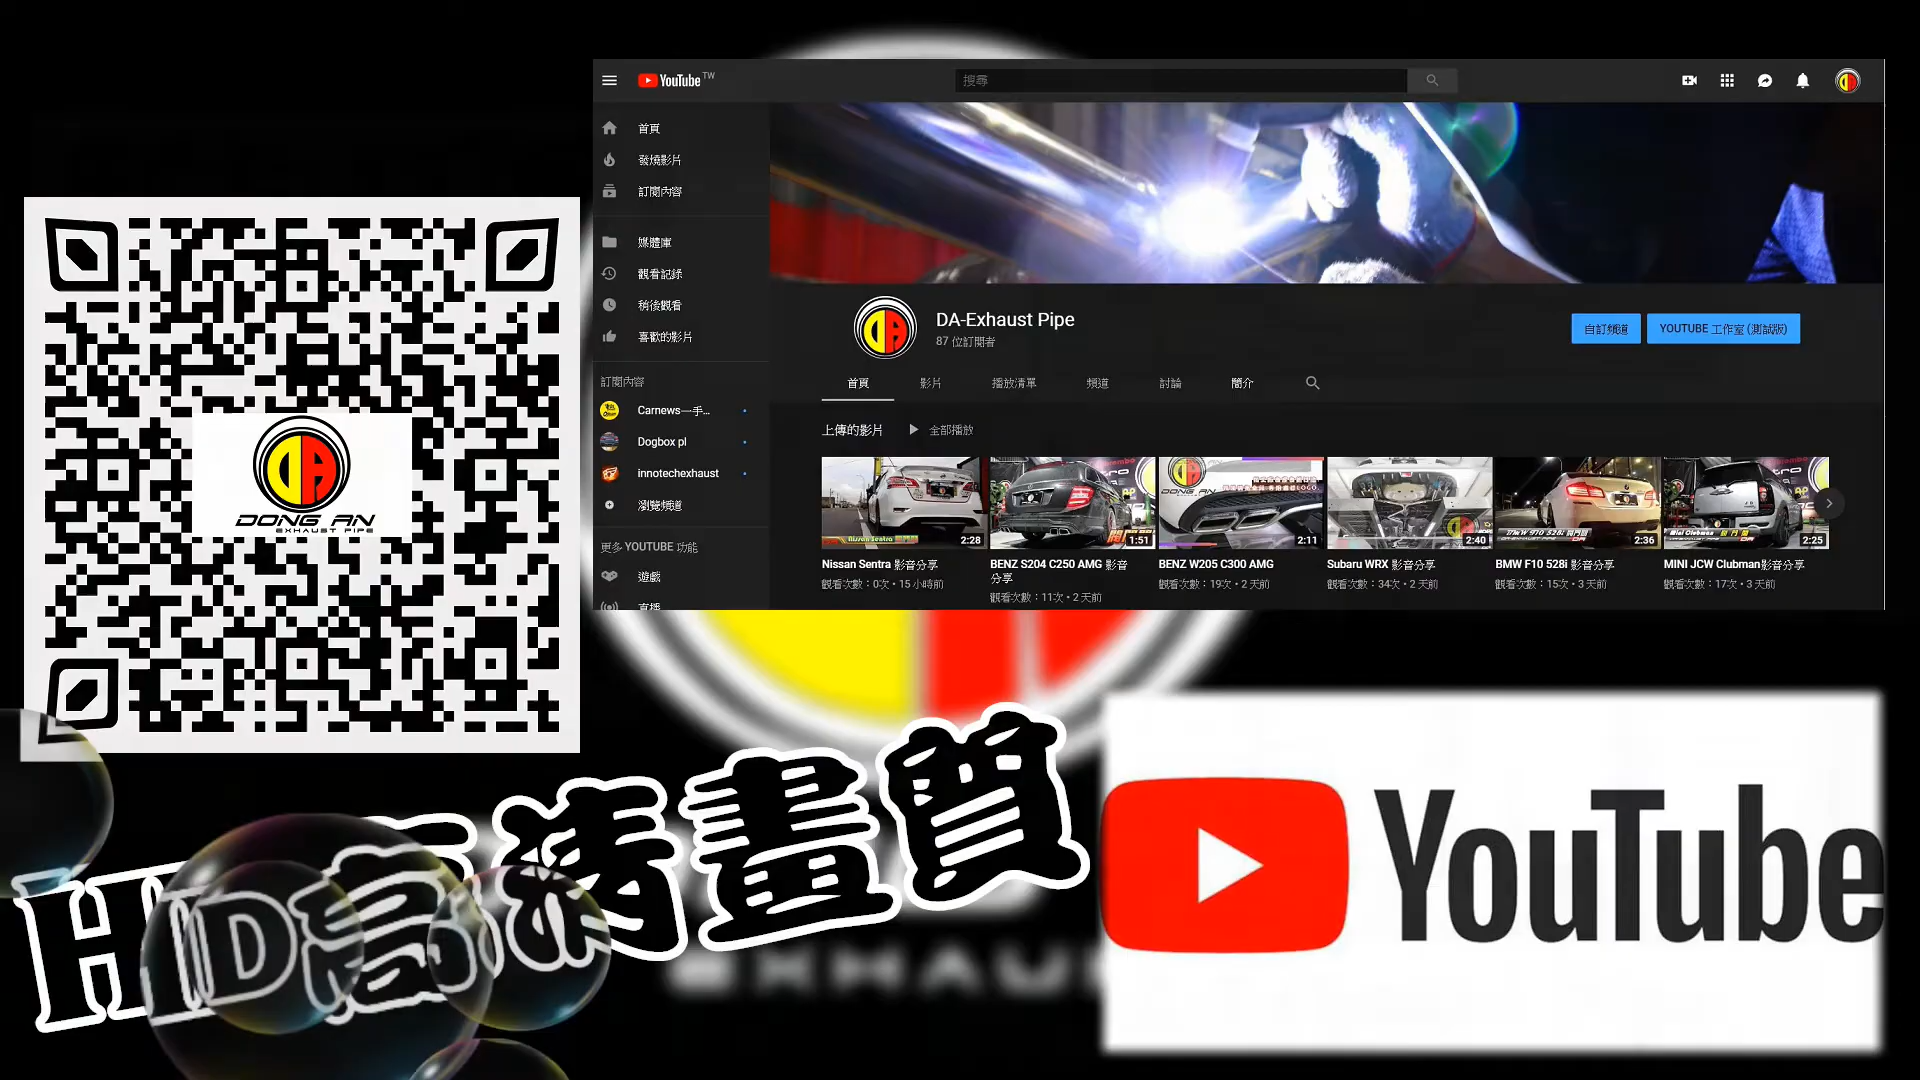 YouTube TW
搜尋
首頁
發燒影片
訂閱內容
媒體庫
觀看記錄
稍後觀看
喜歡的影片
訂閱內容
Carnews一手...
Dogbox pl
innotechexhaust
瀏覽頻道
更多 YOUTUBE 功能
遊戲
直播
DA-Exhaust Pipe
87 位訂閱者
自訂頻道
YOUTUBE 工作室 (測試版)
首頁 影片 播放清單 頻道 討論 簡介
上傳的影片 全部播放
2:28 1:51 2:11 2:40 2:36 2:25
Nissan Sentra 影音分享
觀看次數：0次 • 15 小時前
BENZ S204 C250 AMG 影音
分享
觀看次數：11次 • 2 天前
BENZ W205 C300 AMG
觀看次數：19次 • 2 天前
Subaru WRX 影音分享
觀看次數：34次 • 2 天前
BMW F10 528i 影音分享
觀看次數：15次 • 3 天前
MINI JCW Clubman影音分享
觀看次數：17次 • 3 天前
DA
DONG AN
EXHAUST PIPE
HD高清畫質
EXHAU
YouTube